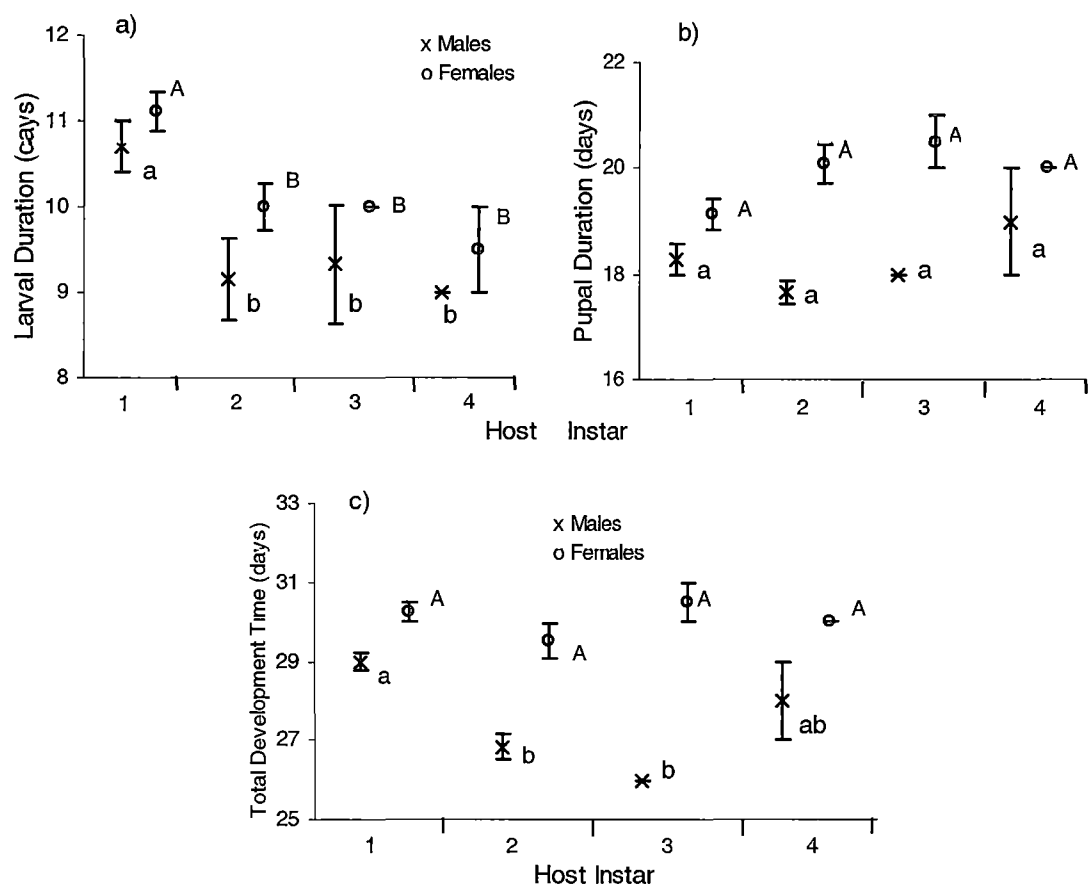 a)
x Males
o Females
Larval Duration (cays)
12
11
10
9
8
A
a
B
b
B
b
B
b
1 2 3 4
b)
Pupal Duration (days)
22
20
18
16
A
a
A
a
A
a
A
a
1 2 3 4
Host Instar
c)
x Males
o Females
Total Development Time (days)
33
31
29
27
25
A
a
A
b
A
b
A
ab
1 2 3 4
Host Instar